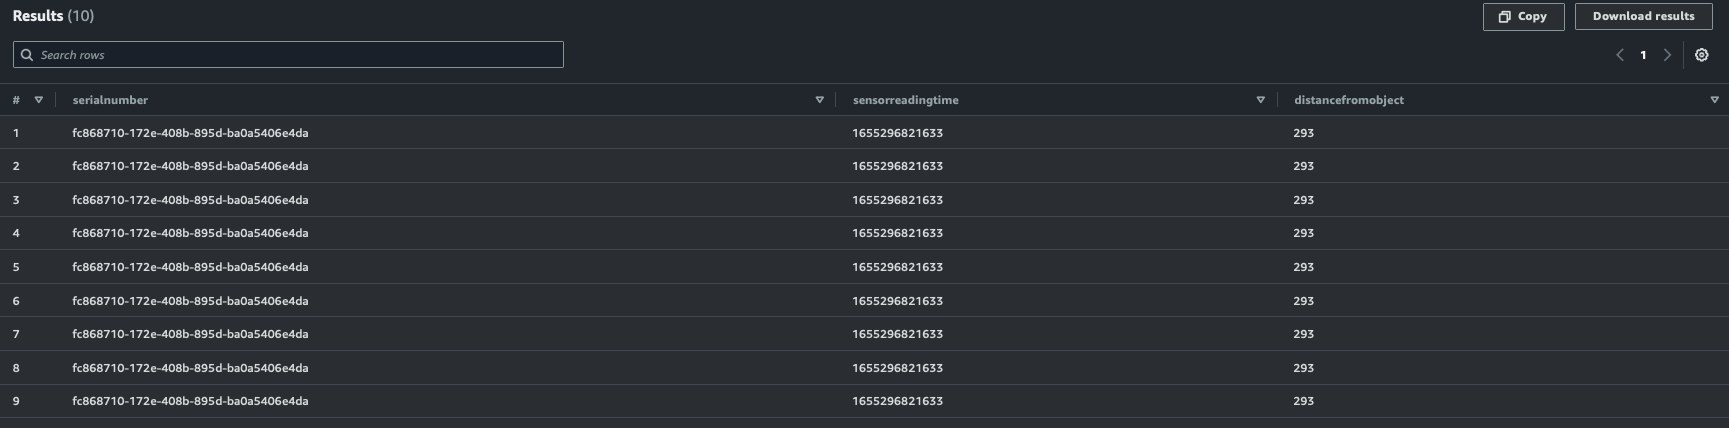 Results (10) Copy Download results
Search rows 1
# serialnumber sensorreadingtime distancefromobject
1 fc868710-172e-408b-895d-ba0a5406e4da 1655296821633 293
2 fc868710-172e-408b-895d-ba0a5406e4da 1655296821633 293
3 fc868710-172e-408b-895d-ba0a5406e4da 1655296821633 293
4 fc868710-172e-408b-895d-ba0a5406e4da 1655296821633 293
5 fc868710-172e-408b-895d-ba0a5406e4da 1655296821633 293
6 fc868710-172e-408b-895d-ba0a5406e4da 1655296821633 293
7 fc868710-172e-408b-895d-ba0a5406e4da 1655296821633 293
8 fc868710-172e-408b-895d-ba0a5406e4da 1655296821633 293
9 fc868710-172e-408b-895d-ba0a5406e4da 1655296821633 293